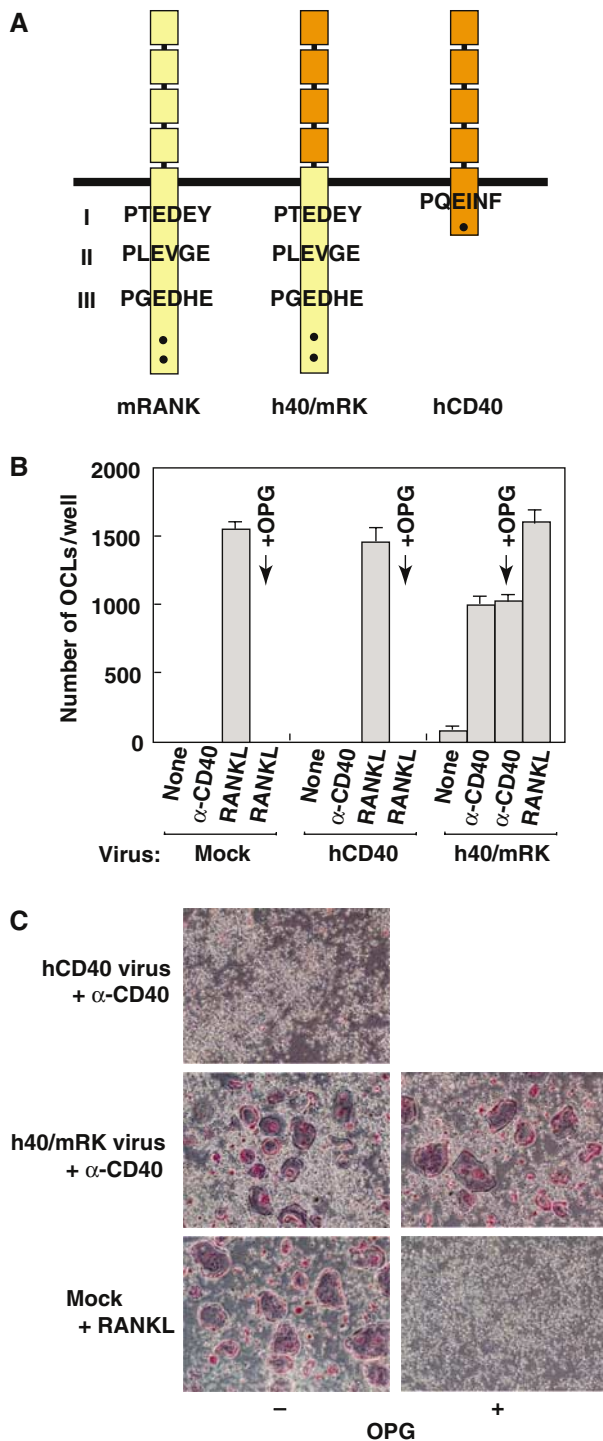 A
I PTEDEY PTEDEY PQEINF
II PLEVGE PLEVGE
III PGEDHE PGEDHE
mRANK h40/mRK hCD40
B
Number of OCLs/well
2000
1500
1000
500
0
+OPG +OPG +OPG
None α-CD40 RANKL RANKL None α-CD40 RANKL RANKL None α-CD40 α-CD40 RANKL
Virus: Mock hCD40 h40/mRK
C
hCD40 virus
+ α-CD40
h40/mRK virus
+ α-CD40
Mock
+ RANKL
– +
OPG